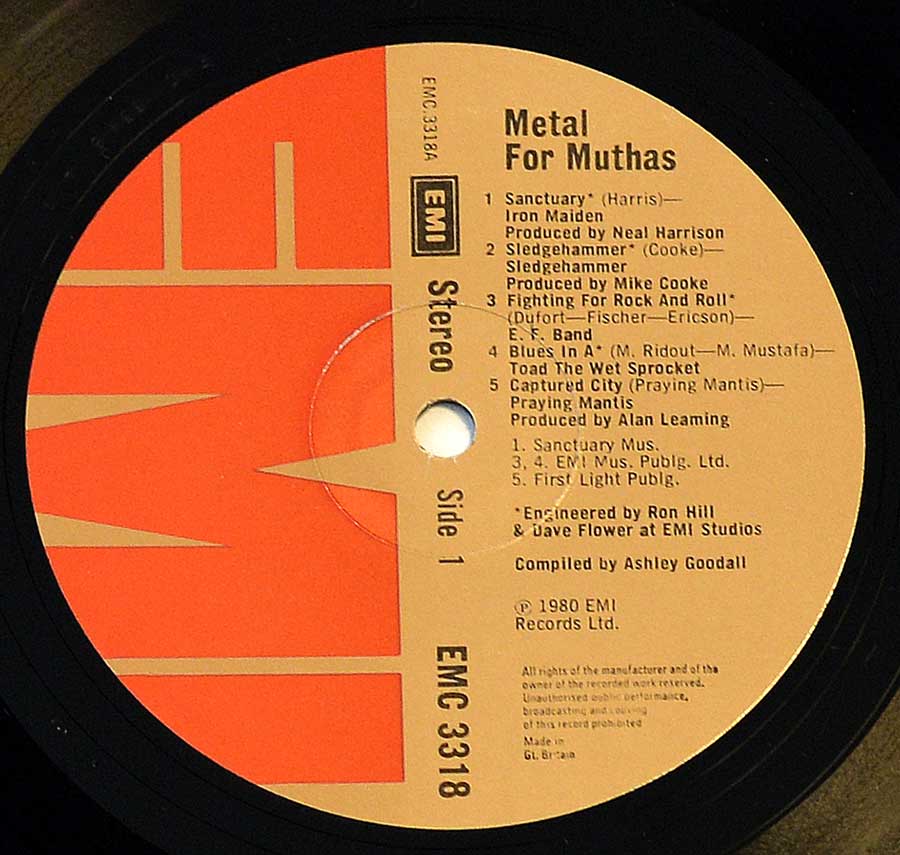 EMC.3318A
EMI
Stereo
Side 1
EMC 3318
Metal
For Muthas
1 Sanctuary* (Harris)—
Iron Maiden
Produced by Neal Harrison
2 Sledgehammer* (Cooke)—
Sledgehammer
Produced by Mike Cooke
3 Fighting For Rock And Roll*
(Dufort—Fischer—Ericson)—
E. F. Band
4 Blues In A* (M. Ridout—M. Mustafa)—
Toad The Wet Sprocket
5 Captured City (Praying Mantis)—
Praying Mantis
Produced by Alan Leaming
1. Sanctuary Mus.
3, 4. EMI Mus. Publg. Ltd.
5. First Light Publg.
*Engineered by Ron Hill
& Dave Flower at EMI Studios
Compiled by Ashley Goodall
℗ 1980 EMI
Records Ltd.
All rights of the manufacturer and of the
owner of the recorded work reserved.
Unauthorised public performance,
broadcasting and copying
of this record prohibited
Made in
Gt. Britain
EMI